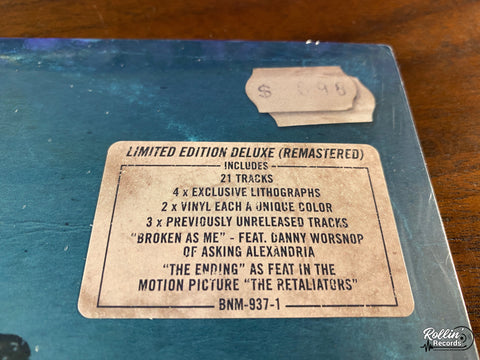 $ .98
LIMITED EDITION DELUXE (REMASTERED)
INCLUDES
21 TRACKS
4 x EXCLUSIVE LITHOGRAPHS
2 x VINYL EACH A UNIQUE COLOR
3 x PREVIOUSLY UNRELEASED TRACKS
"BROKEN AS ME" - FEAT. DANNY WORSNOP
OF ASKING ALEXANDRIA
"THE ENDING" AS FEAT IN THE
MOTION PICTURE "THE RETALIATORS"
BNM-937-1
Rollin
Records